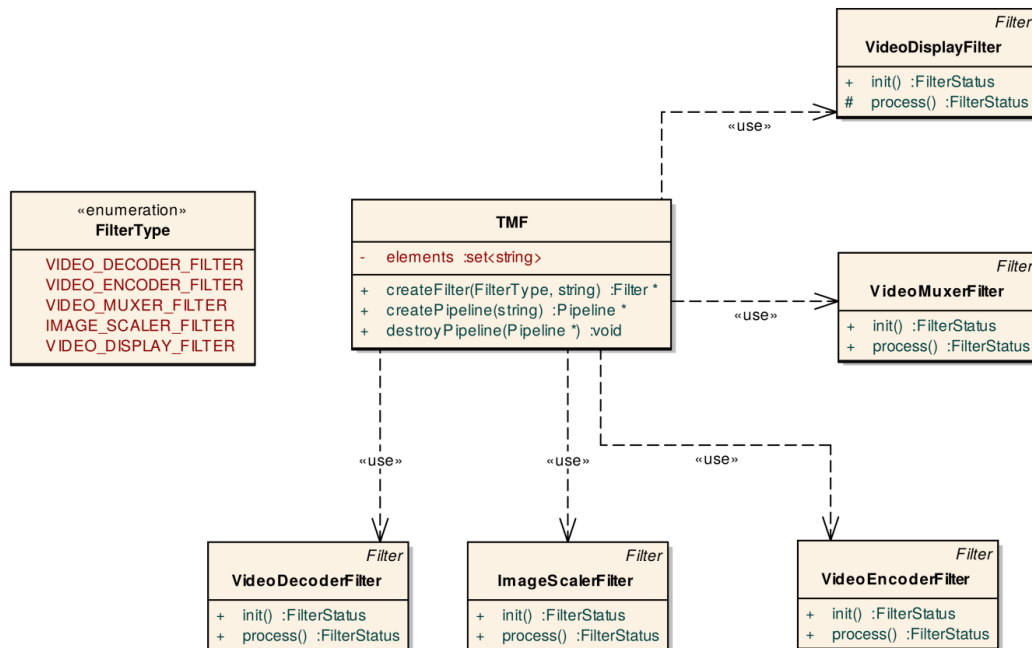 Filter
VideoDisplayFilter
+ init() :FilterStatus
# process() :FilterStatus
«use»
«enumeration»
FilterType
VIDEO_DECODER_FILTER
VIDEO_ENCODER_FILTER
VIDEO_MUXER_FILTER
IMAGE_SCALER_FILTER
VIDEO_DISPLAY_FILTER
TMF
- elements :set<string>
+ createFilter(FilterType, string) :Filter *
+ createPipeline(string) :Pipeline *
+ destroyPipeline(Pipeline *) :void
«use»
Filter
VideoMuxerFilter
+ init() :FilterStatus
+ process() :FilterStatus
«use»
«use»
«use»
Filter
VideoDecoderFilter
+ init() :FilterStatus
+ process() :FilterStatus
Filter
ImageScalerFilter
+ init() :FilterStatus
+ process() :FilterStatus
Filter
VideoEncoderFilter
+ init() :FilterStatus
+ process() :FilterStatus